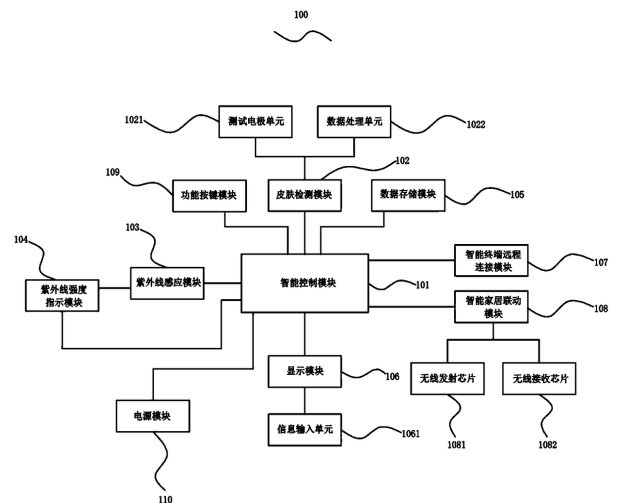 100
1021
测试电极单元
数据处理单元
1022
109
102
功能按键模块
皮肤检测模块
数据存储模块
105
104
103
紫外线强度
指示模块
紫外线感应模块
智能控制模块
101
智能终端远程
连接模块
107
智能家居联动
模块
108
显示模块
106
无线发射芯片
无线接收芯片
电源模块
信息输入单元
1061
1081
1082
110